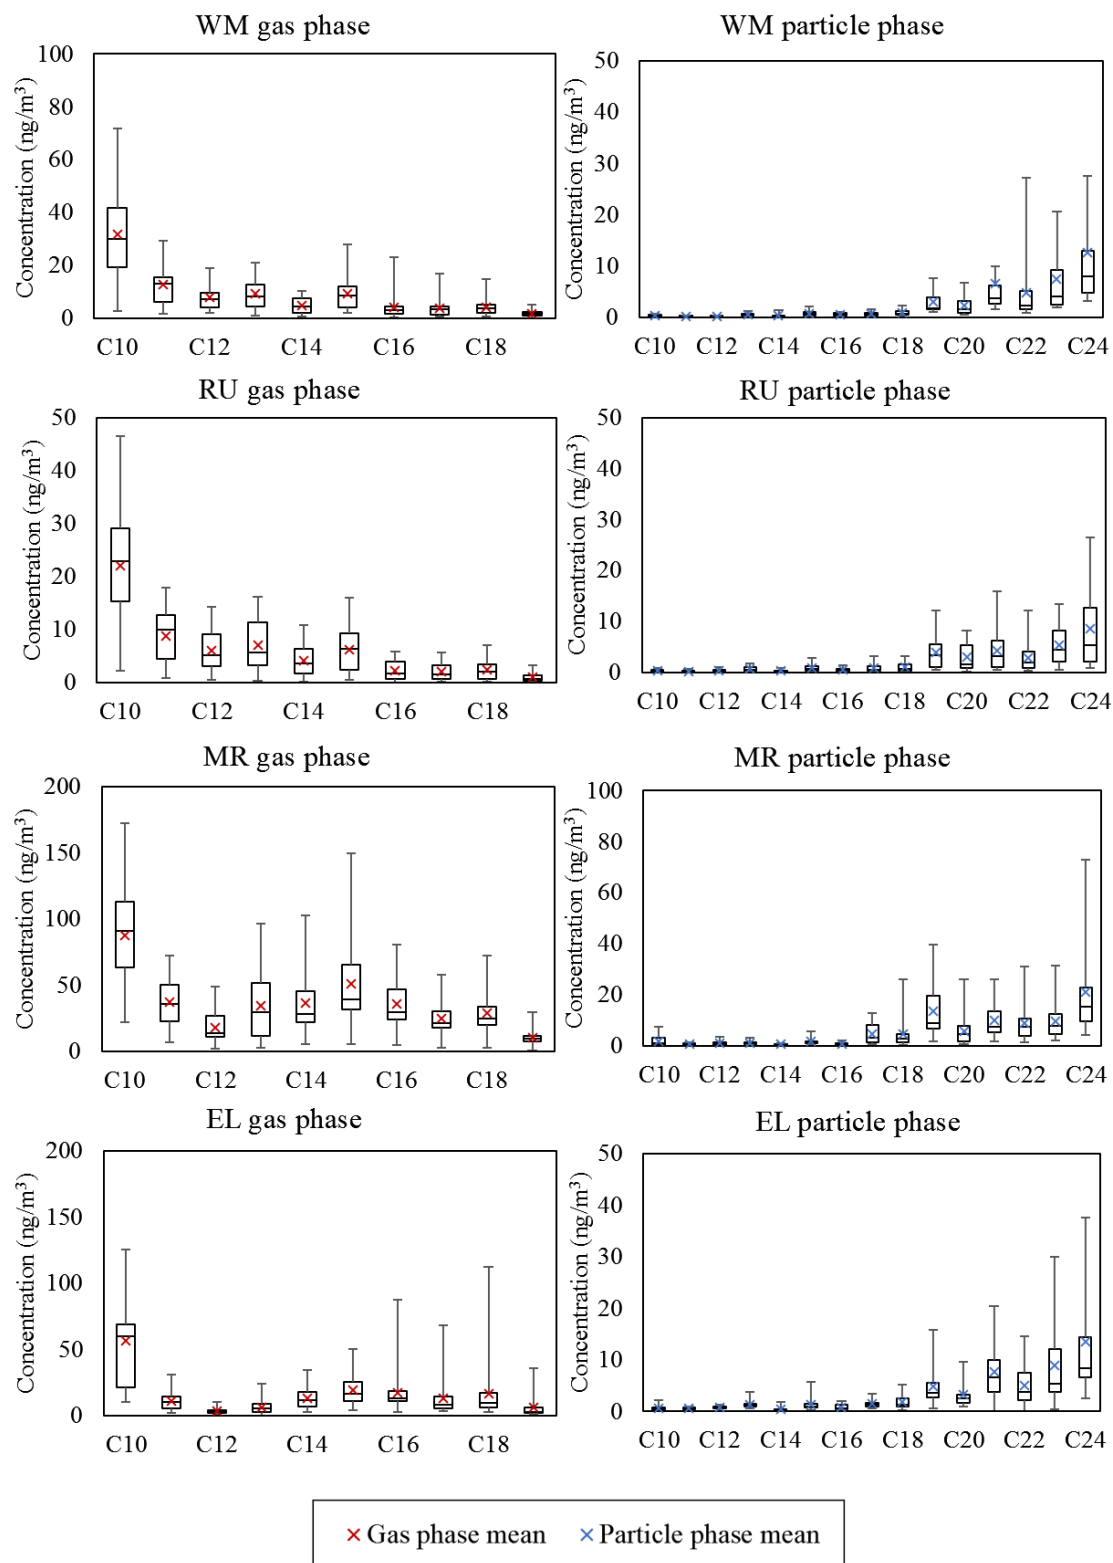 WM gas phase
Concentration (ng/m³)
100
80
60
40
20
0
C10 C12 C14 C16 C18
WM particle phase
Concentration (ng/m³)
50
40
30
20
10
0
C10 C12 C14 C16 C18 C20 C22 C24
RU gas phase
Concentration (ng/m³)
50
40
30
20
10
0
C10 C12 C14 C16 C18
RU particle phase
Concentration (ng/m³)
50
40
30
20
10
0
C10 C12 C14 C16 C18 C20 C22 C24
MR gas phase
Concentration (ng/m³)
200
150
100
50
0
C10 C12 C14 C16 C18
MR particle phase
Concentration (ng/m³)
100
80
60
40
20
0
C10 C12 C14 C16 C18 C20 C22 C24
EL gas phase
Concentration (ng/m³)
200
150
100
50
0
C10 C12 C14 C16 C18
EL particle phase
Concentration (ng/m³)
50
40
30
20
10
0
C10 C12 C14 C16 C18 C20 C22 C24
Gas phase mean Particle phase mean